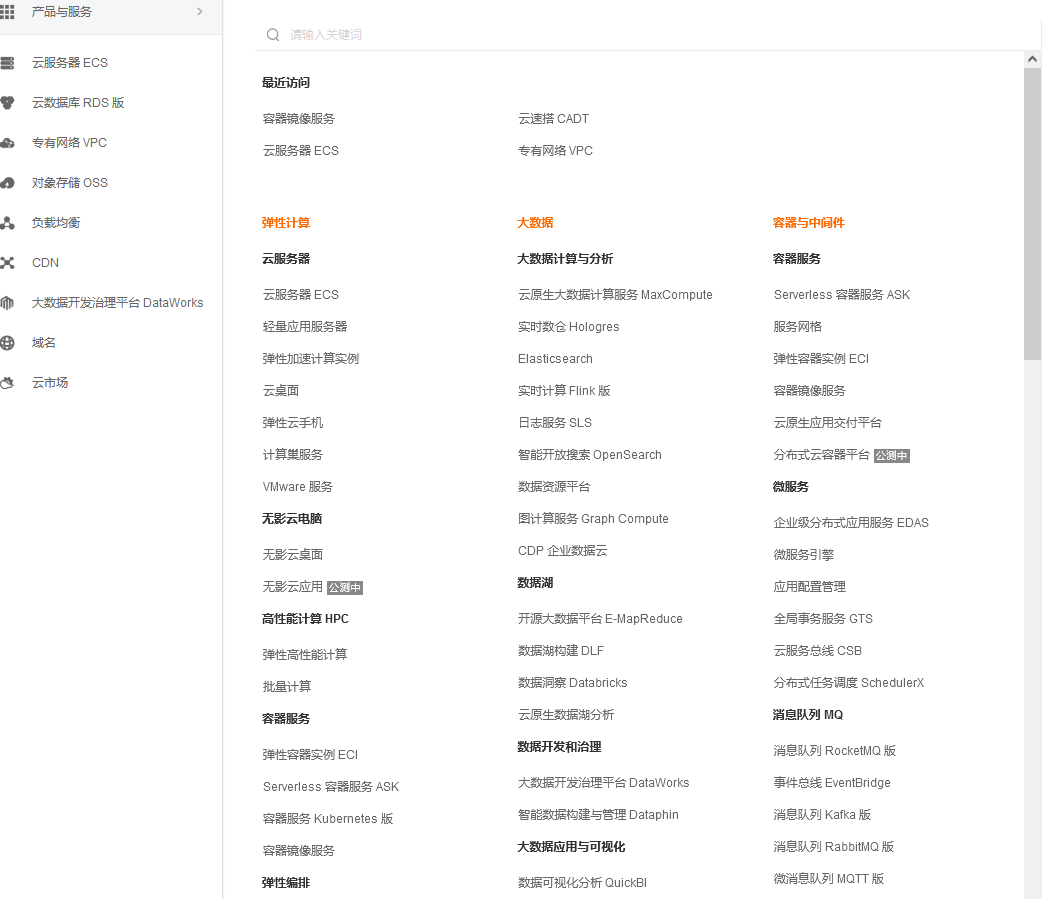 产品与服务
云服务器 ECS
云数据库 RDS 版
专有网络 VPC
对象存储 OSS
负载均衡
CDN
大数据开发治理平台 DataWorks
域名
云市场
请输入关键词
最近访问
容器镜像服务
云速搭 CADT
云服务器 ECS
专有网络 VPC
弹性计算
云服务器
云服务器 ECS
轻量应用服务器
弹性加速计算实例
云桌面
弹性云手机
计算巢服务
VMware 服务
无影云电脑
无影云桌面
无影云应用 公测中
高性能计算 HPC
弹性高性能计算
批量计算
容器服务
弹性容器实例 ECI
Serverless 容器服务 ASK
容器服务 Kubernetes 版
容器镜像服务
弹性编排
大数据
大数据计算与分析
云原生大数据计算服务 MaxCompute
实时数仓 Hologres
Elasticsearch
实时计算 Flink 版
日志服务 SLS
智能开放搜索 OpenSearch
数据资源平台
图计算服务 Graph Compute
CDP 企业数据云
数据湖
开源大数据平台 E-MapReduce
数据湖构建 DLF
数据洞察 Databricks
云原生数据湖分析
数据开发和治理
大数据开发治理平台 DataWorks
智能数据构建与管理 Dataphin
大数据应用与可视化
数据可视化分析 QuickBI
容器与中间件
容器服务
Serverless 容器服务 ASK
服务网格
弹性容器实例 ECI
容器镜像服务
云原生应用交付平台
分布式云容器平台 公测中
微服务
企业级分布式应用服务 EDAS
微服务引擎
应用配置管理
全局事务服务 GTS
云服务总线 CSB
分布式任务调度 SchedulerX
消息队列 MQ
消息队列 RocketMQ 版
事件总线 EventBridge
消息队列 Kafka 版
消息队列 RabbitMQ 版
微消息队列 MQTT 版